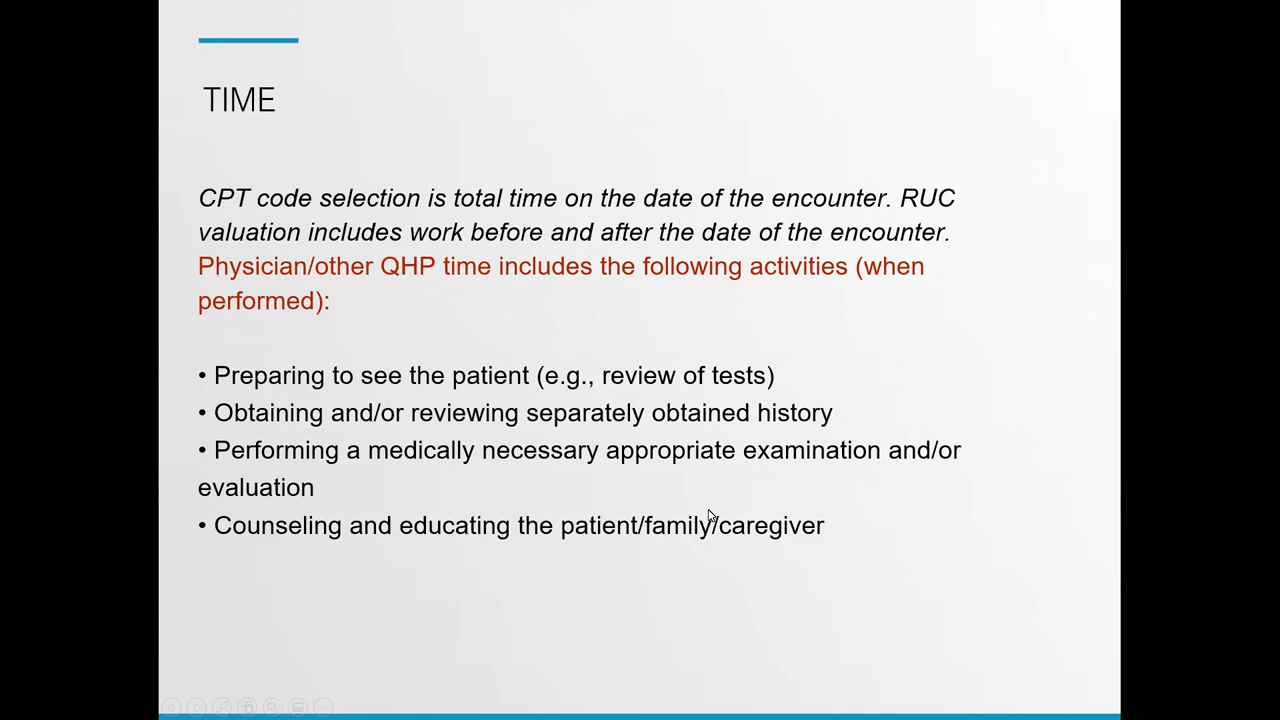 TIME
CPT code selection is total time on the date of the encounter. RUC
valuation includes work before and after the date of the encounter.
Physician/other QHP time includes the following activities (when
performed):
• Preparing to see the patient (e.g., review of tests)
• Obtaining and/or reviewing separately obtained history
• Performing a medically necessary appropriate examination and/or
evaluation
• Counseling and educating the patient/family/caregiver